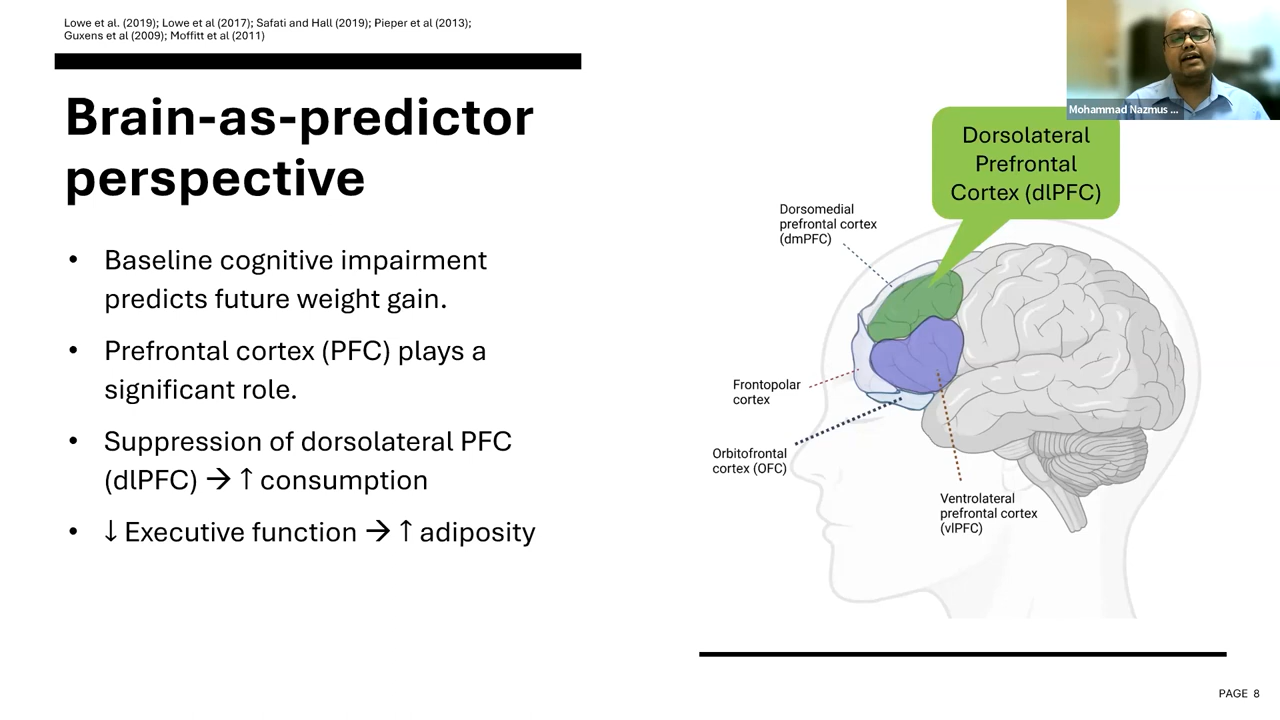 Lowe et al. (2019); Lowe et al (2017); Safati and Hall (2019); Pieper et al (2013);
Guxens et al (2009); Moffitt et al (2011)
Brain-as-predictor
perspective
• Baseline cognitive impairment
predicts future weight gain.
• Prefrontal cortex (PFC) plays a
significant role.
• Suppression of dorsolateral PFC
(dlPFC) → ↑ consumption
• ↓ Executive function → ↑ adiposity
Mohammad Nazmus ...
Dorsolateral
Prefrontal
Cortex (dlPFC)
Dorsomedial
prefrontal cortex
(dmPFC)
Frontopolar
cortex
Orbitofrontal
cortex (OFC)
Ventrolateral
prefrontal cortex
(vlPFC)
PAGE 8